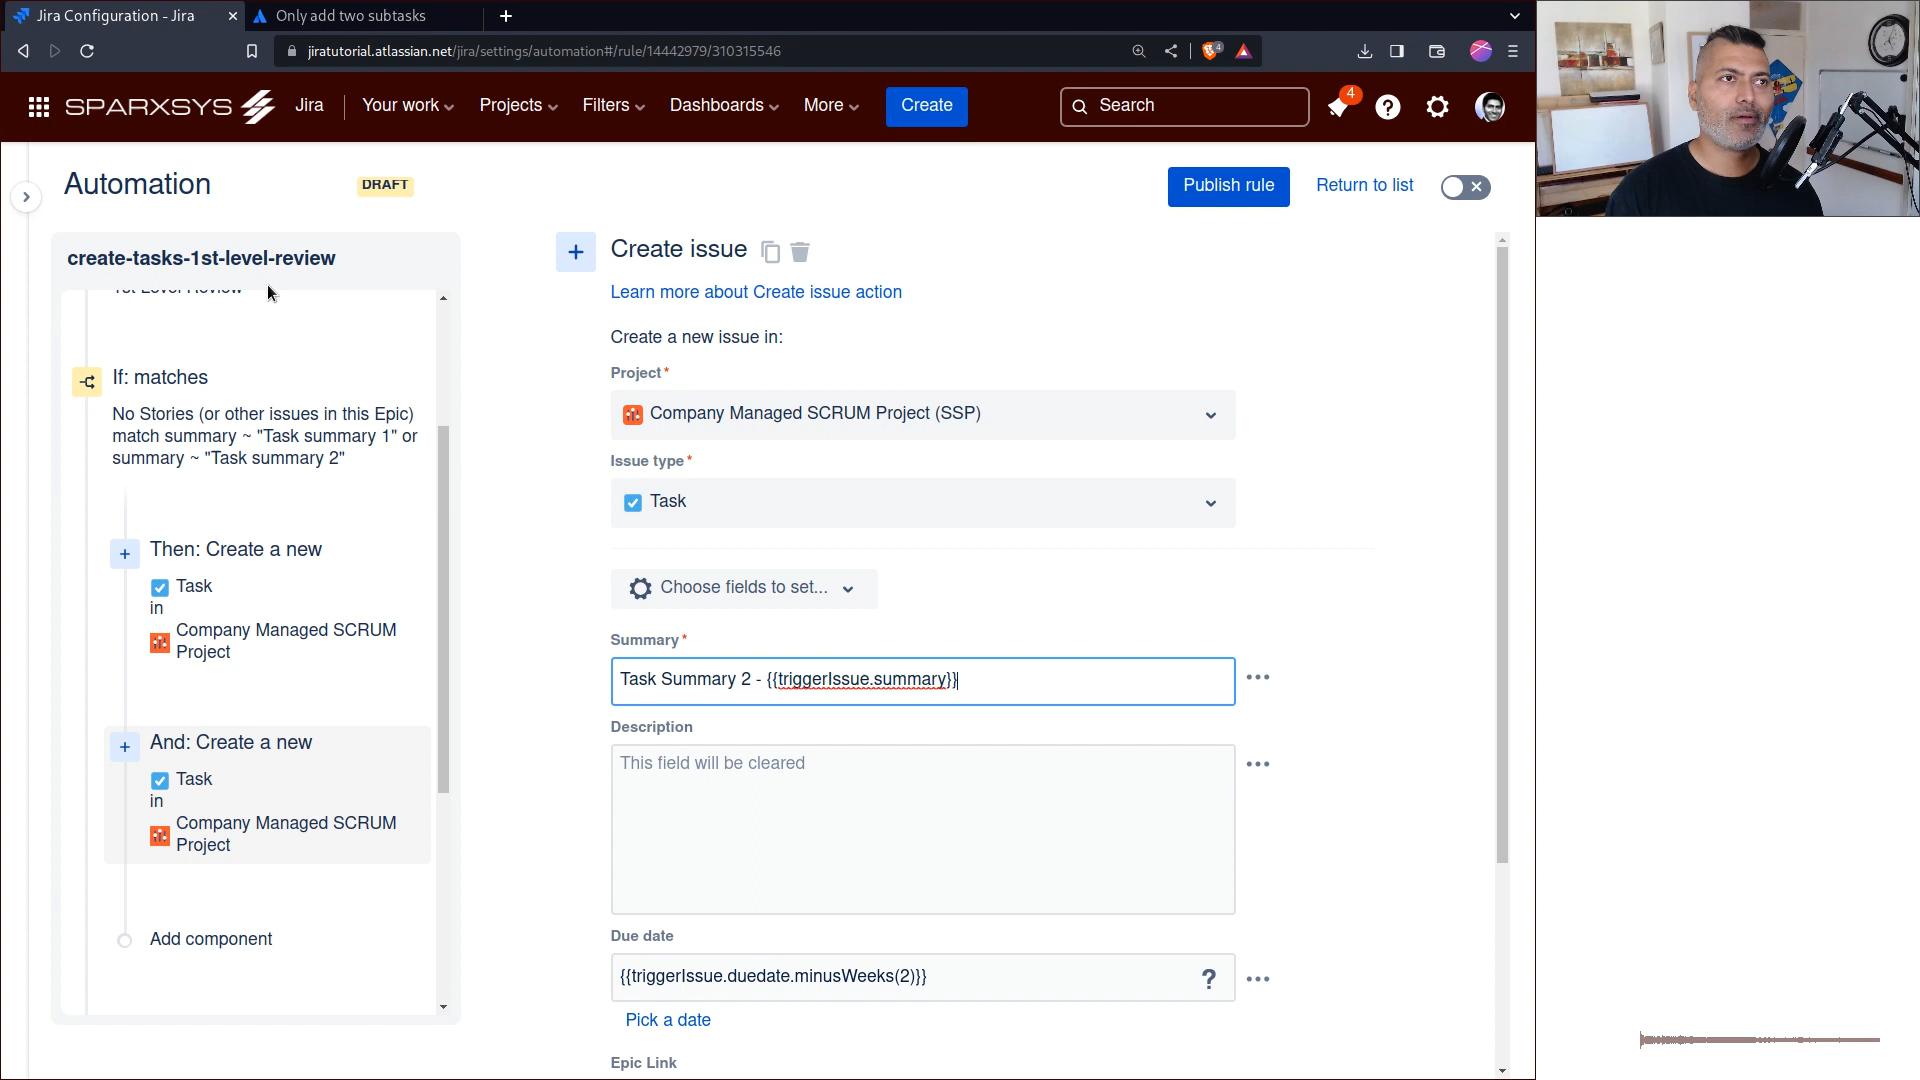 Jira Configuration - Jira
Only add two subtasks
jiratutorial.atlassian.net/jira/settings/automation#/rule/14442979/310315546
4
SPARXSYS
Jira
Your work
Projects
Filters
Dashboards
More
Create
Search
4
Automation
DRAFT
Publish rule
Return to list
create-tasks-1st-level-review
1st Level Review
If: matches
No Stories (or other issues in this Epic)
match summary ~ "Task summary 1" or
summary ~ "Task summary 2"
Then: Create a new
Task
in
Company Managed SCRUM
Project
And: Create a new
Task
in
Company Managed SCRUM
Project
Add component
Create issue
Learn more about Create issue action
Create a new issue in:
Project*
Company Managed SCRUM Project (SSP)
Issue type*
Task
Choose fields to set...
Summary*
Task Summary 2 - {{triggerIssue.summary}}
Description
This field will be cleared
Due date
{{triggerIssue.duedate.minusWeeks(2)}}
?
Pick a date
Epic Link